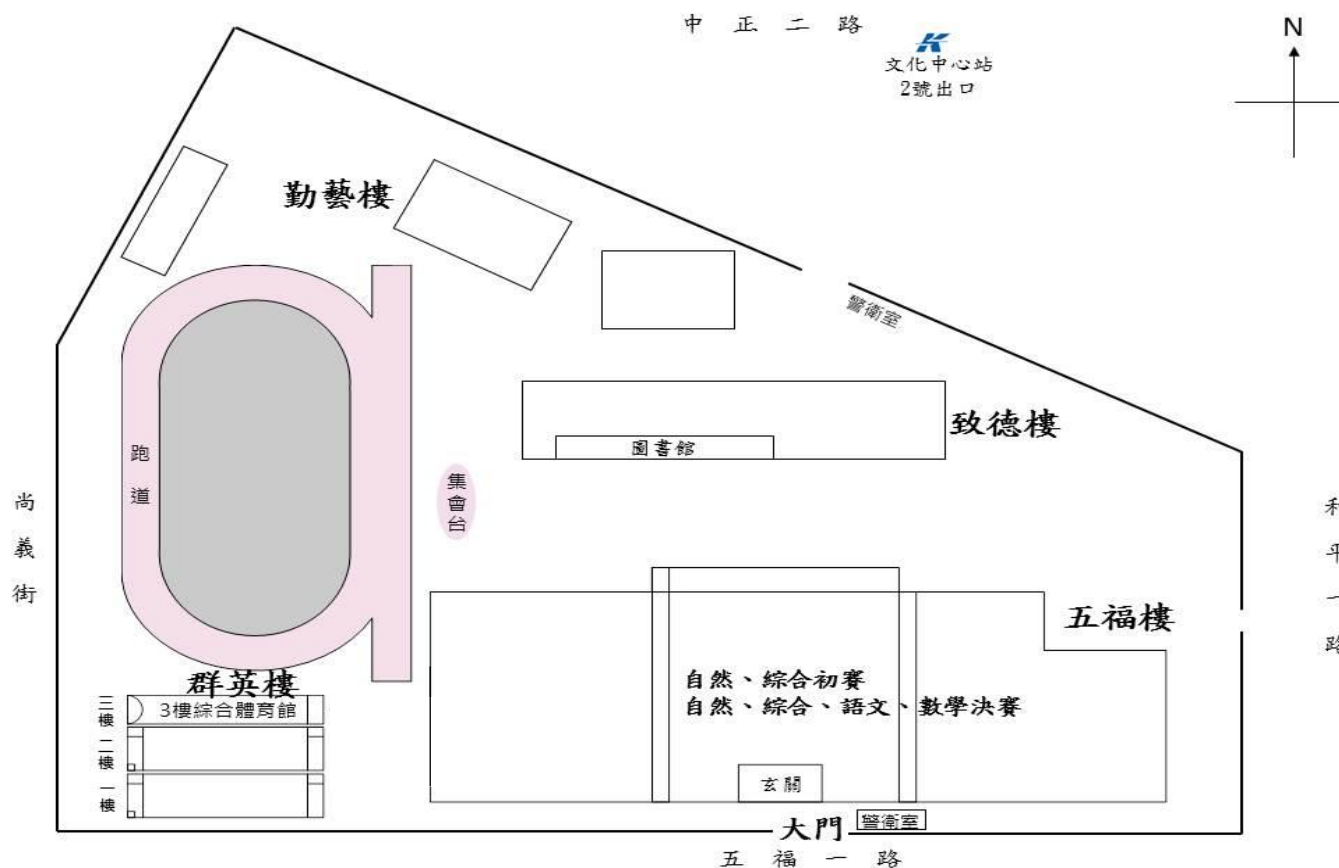 中正二路
文化中心站
2號出口
N
勤藝樓
警衛室
致德樓
圖書館
跑道
集會台
尚義街
和平一路
五福樓
自然、綜合初賽
自然、綜合、語文、數學決賽
群英樓
三樓
3樓綜合體育館
二樓
一樓
玄關
大門
警衛室
五福一路